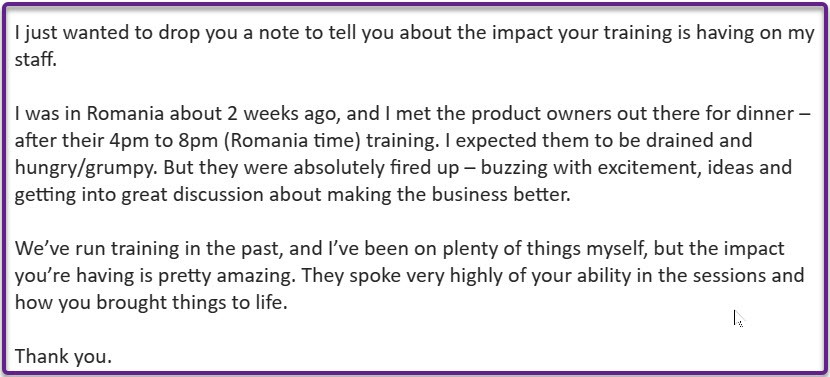 I just wanted to drop you a note to tell you about the impact your training is having on my
staff.
I was in Romania about 2 weeks ago, and I met the product owners out there for dinner –
after their 4pm to 8pm (Romania time) training. I expected them to be drained and
hungry/grumpy. But they were absolutely fired up – buzzing with excitement, ideas and
getting into great discussion about making the business better.
We’ve run training in the past, and I’ve been on plenty of things myself, but the impact
you’re having is pretty amazing. They spoke very highly of your ability in the sessions and
how you brought things to life.
Thank you.